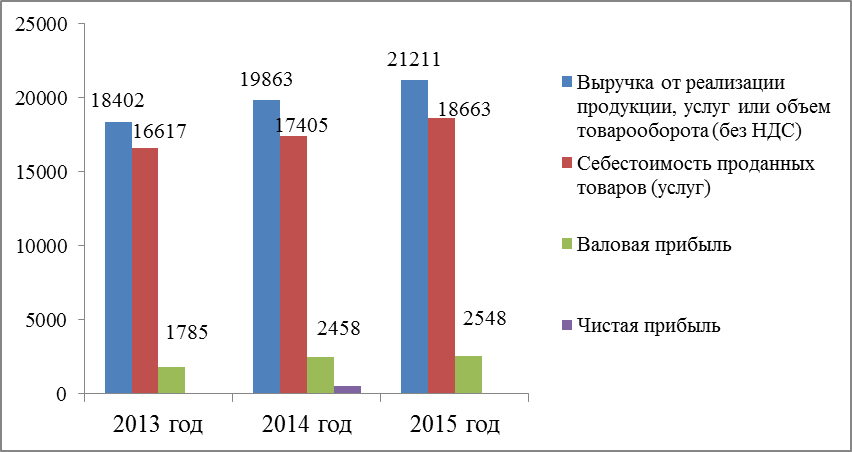 25000
20000
15000
10000
5000
0
18402
16617
1785
19863
17405
2458
21211
18663
2548
2013 год
2014 год
2015 год
Выручка от реализации
продукции, услуг или объем
товарооборота (без НДС)
Себестоимость проданных
товаров (услуг)
Валовая прибыль
Чистая прибыль